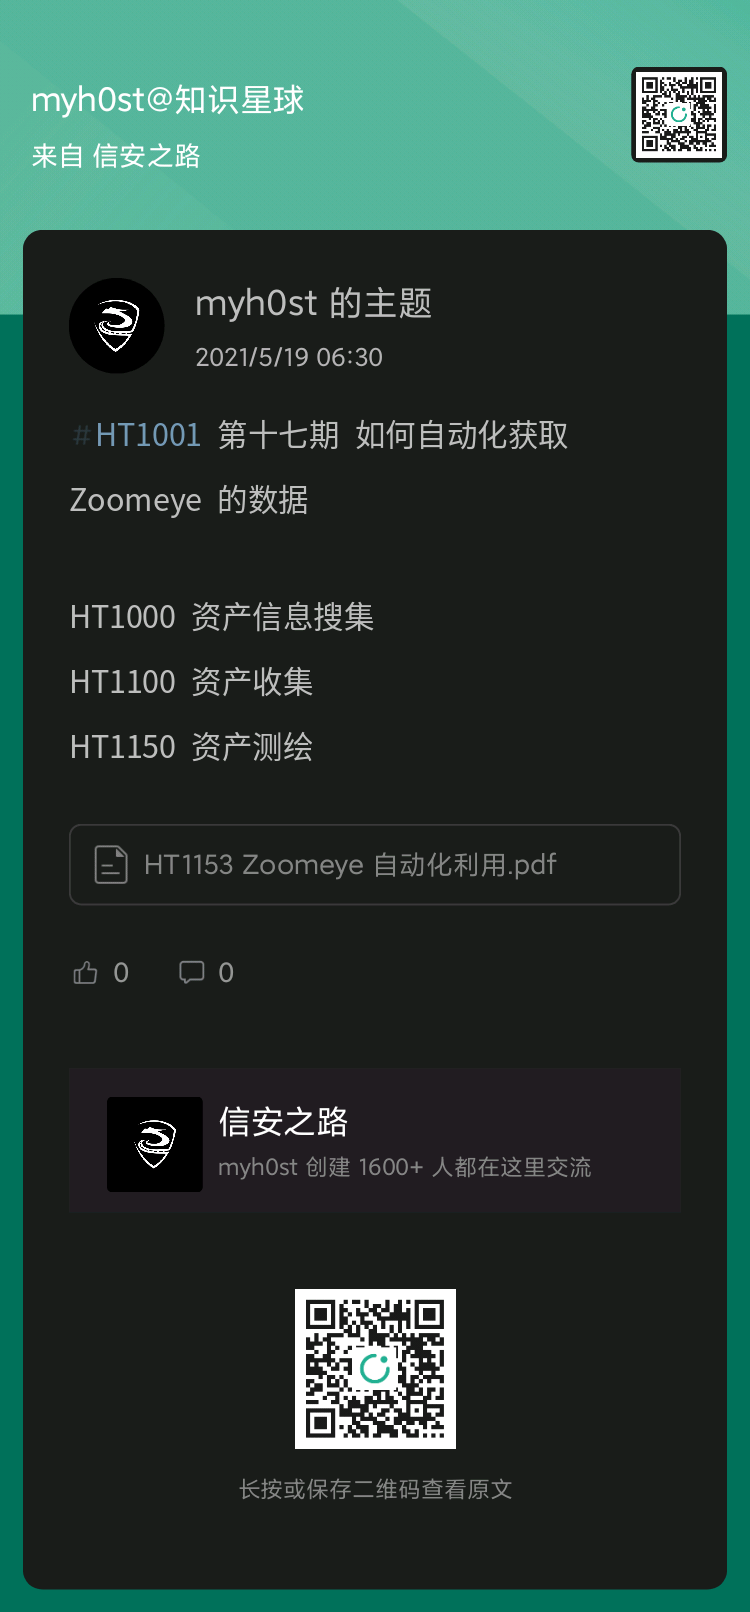 myh0st@知识星球
来自 信安之路
myh0st 的主题
2021/5/19 06:30
#HT1001 第十七期 如何自动化获取
Zoomeye 的数据
HT1000 资产信息搜集
HT1100 资产收集
HT1150 资产测绘
HT1153 Zoomeye 自动化利用.pdf
0 0
信安之路
myh0st 创建 1600+ 人都在这里交流
长按或保存二维码查看原文